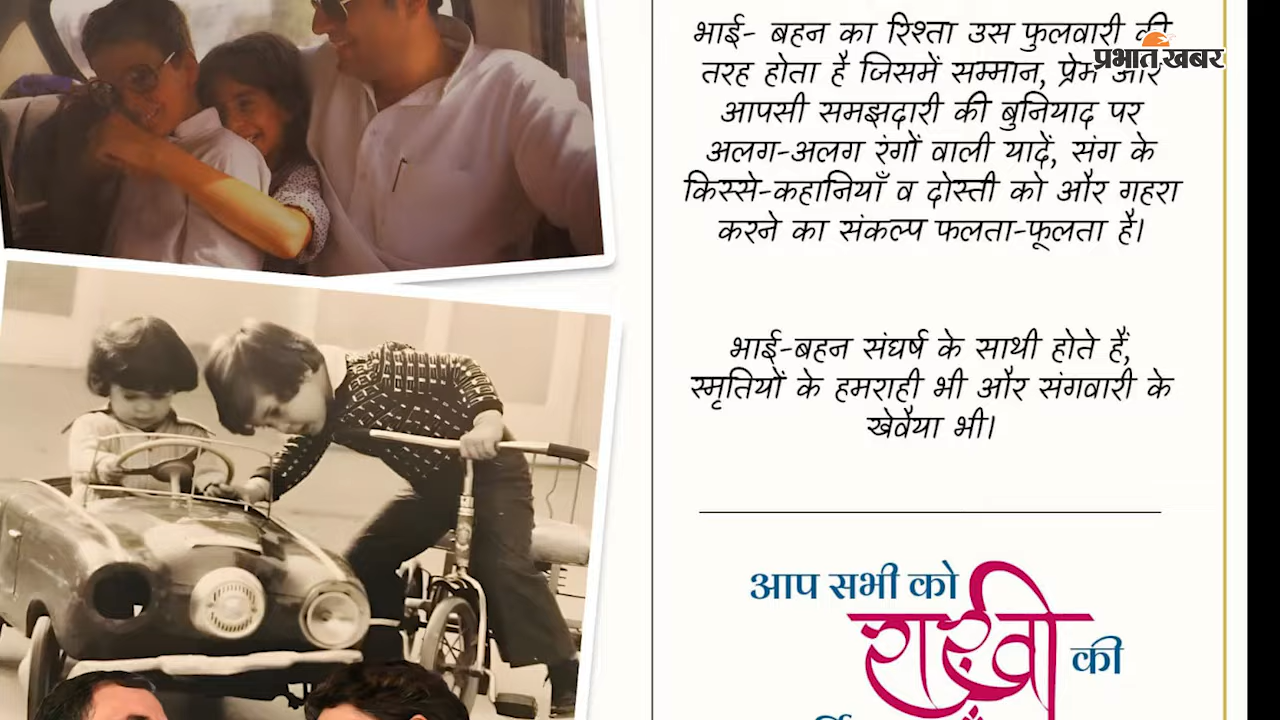 भाई- बहन का रिश्ता उस फुलवारी की
प्रभात खबर
तरह होता है जिसमें सम्मान, प्रेम और
आपसी समझदारी की बुनियाद पर
अलग-अलग रंगों वाली यादें, संग के
किस्से-कहानियाँ व दोस्ती को और गहरा
करने का संकल्प फलता-फूलता है।
भाई-बहन संघर्ष के साथी होते हैं,
स्मृतियों के हमराही भी और संगवारी के
खेवैया भी।
आप सभी को
राखी की